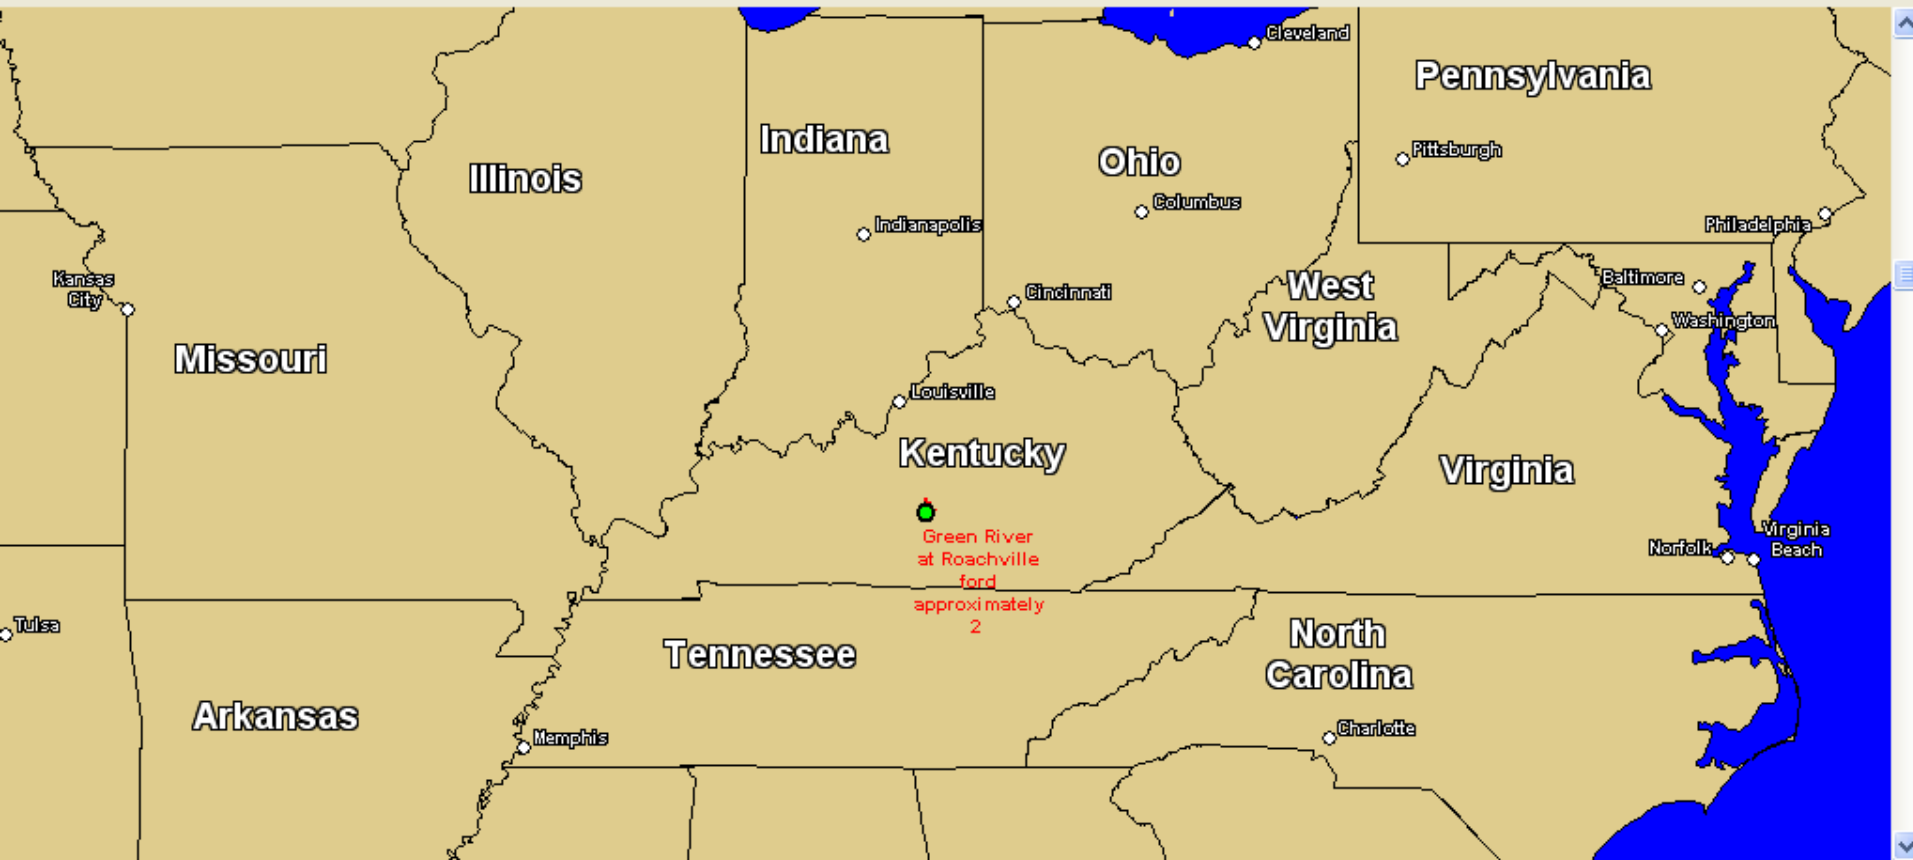 Cleveland
Pennsylvania
Indiana
Illinois
Ohio
Pittsburgh
Columbus
Indianapolis
Philadelphia
Kansas
City
Cincinnati
West
Virginia
Baltimore
Washington
Missouri
Louisville
Kentucky
Virginia
Green River
at Roachville
ford
approximately
2
Norfolk
Virginia
Beach
Tulsa
Tennessee
North
Carolina
Arkansas
Memphis
Charlotte